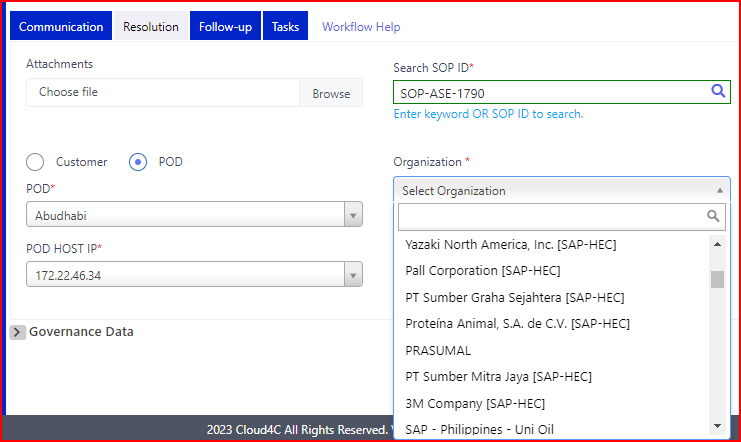 Communication
Resolution
Follow-up
Tasks
Workflow Help
Attachments
Choose file
Browse
Search SOP ID*
SOP-ASE-1790
Enter keyword OR SOP ID to search.
Customer
POD
POD*
Abudhabi
POD HOST IP*
172.22.46.34
Organization *
Select Organization
Yazaki North America, Inc. [SAP-HEC]
Pall Corporation [SAP-HEC]
PT Sumber Graha Sejahtera [SAP-HEC]
Proteína Animal, S.A. de C.V. [SAP-HEC]
PRASUMAL
PT Sumber Mitra Jaya [SAP-HEC]
3M Company [SAP-HEC]
SAP - Philippines - Uni Oil
Governance Data
2023 Cloud4C All Rights Reserved.